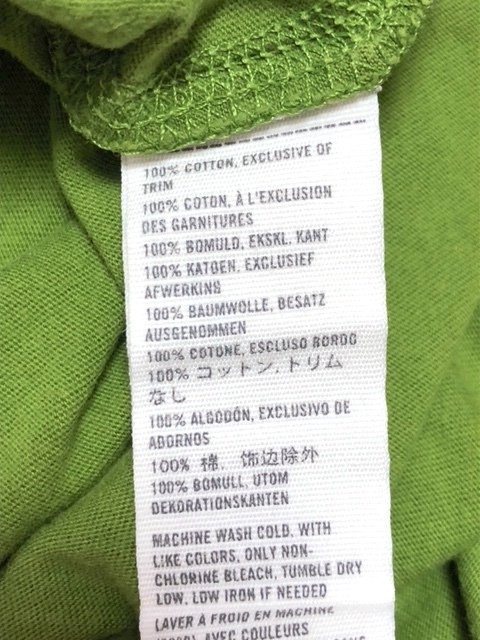 100% COTTON, EXCLUSIVE OF
TRIM
100% COTON, À L'EXCLUSION
DES GARNITURES
100% BOMULD, EKSKL. KANT
100% KATOEN, EXCLUSIEF
AFWERKING
100% BAUMWOLLE, BESATZ
AUSGENOMMEN
100% COTONE, ESCLUSO BORDO
100% コットン, トリム
なし
100% ALGODÓN, EXCLUSIVO DE
ADORNOS
100% 棉, 饰边除外
100% BOMULL, UTOM
DEKORATIONSKANTEN
MACHINE WASH COLD, WITH
LIKE COLORS, ONLY NON-
CHLORINE BLEACH, TUMBLE DRY
LOW, LOW IRON IF NEEDED
LAVER À FROID EN MACHINE
AVEC COULEURS